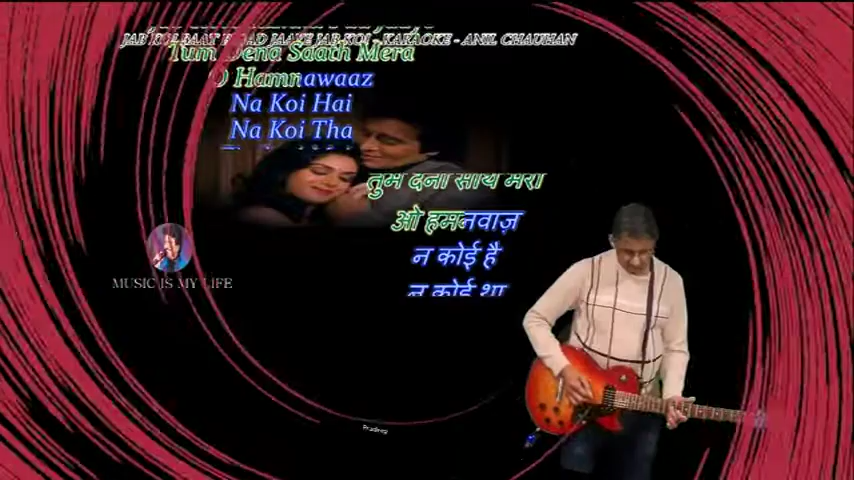 JAB KOI BAAT BIGAD JAAYE JAB KOI - KARAOKE - ANIL CHAUHAN
Tum Dena Saath Mera
O Hamnawaaz
Na Koi Hai
Na Koi Tha
तुम देना साथ मेरा
ओ हमनवाज़
न कोई है
न कोई था
MUSIC IS MY LIFE